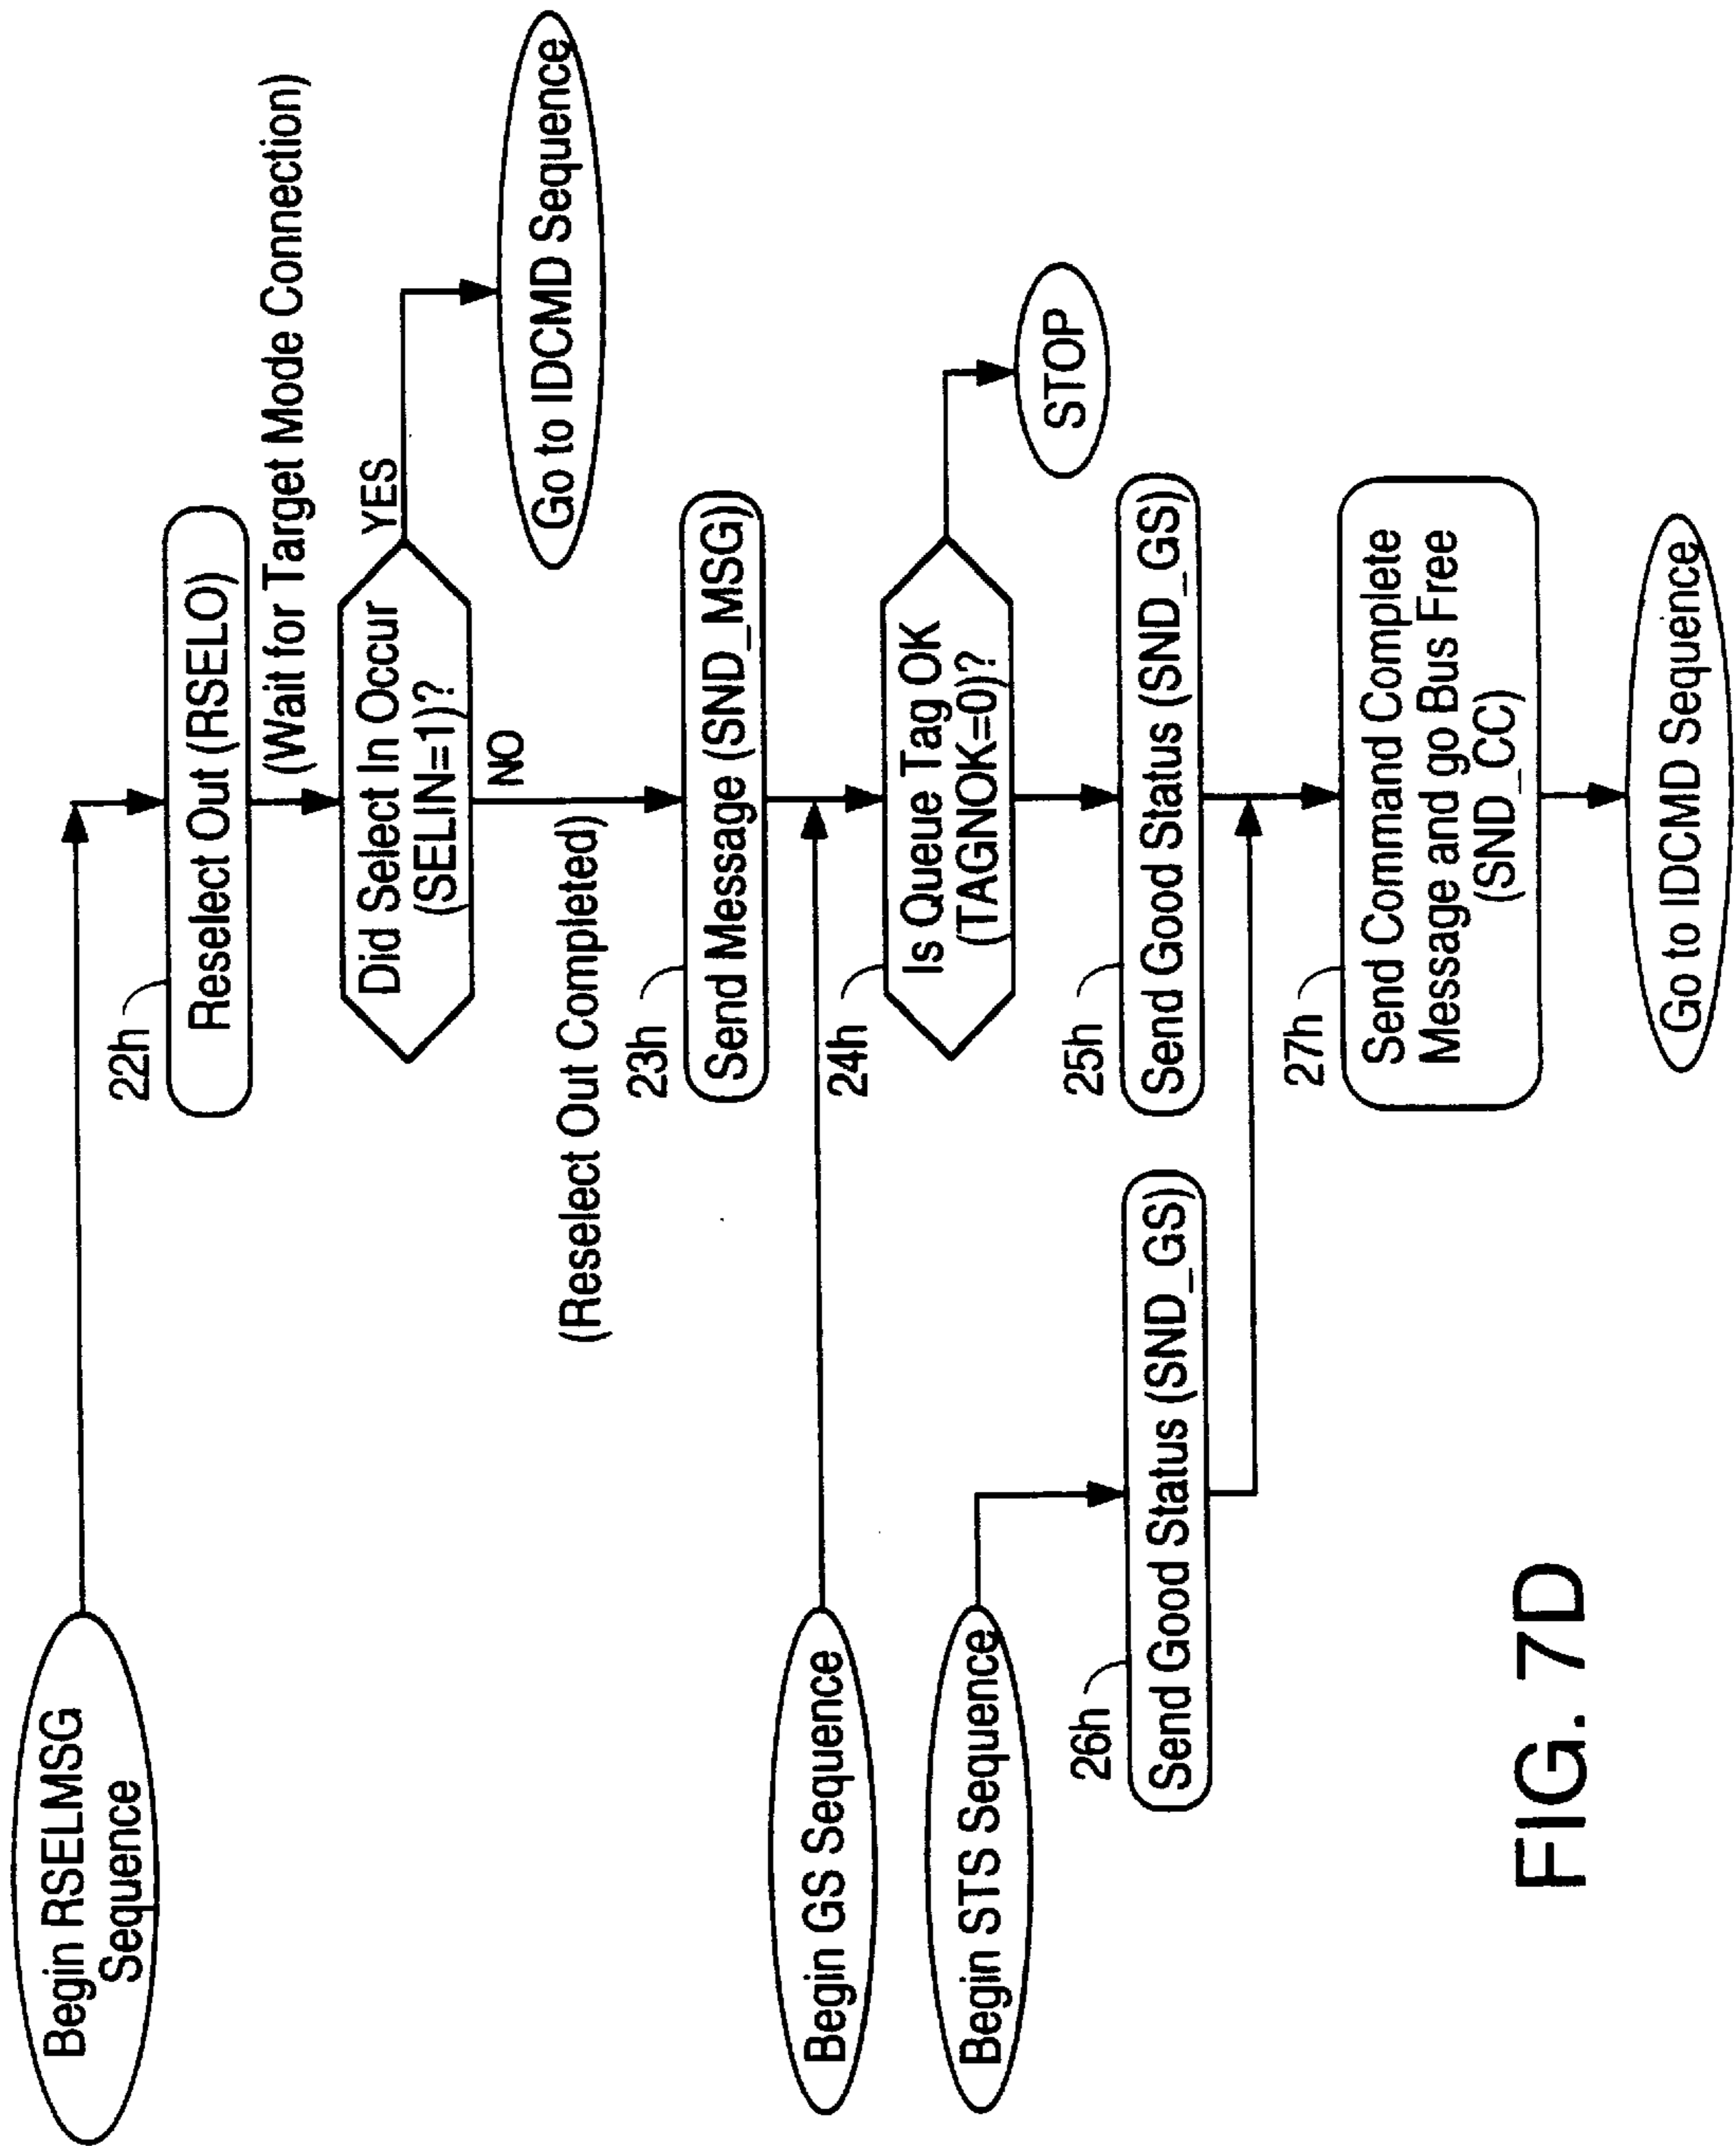 Begin RSELMSG
Sequence
22h
Reselect Out (RSELO)
(Wait for Target Mode Connection)
Did Select In Occur
(SELIN=1)?
YES
Go to IDCMD Sequence
NO
(Reselect Out Completed)
23h
Send Message (SND_MSG)
Begin GS Sequence
24h
Is Queue Tag OK
(TAGNOK=0)?
STOP
Begin STS Sequence
25h
Send Good Status (SND_GS)
26h
Send Good Status (SND_GS)
27h
Send Command Complete
Message and go Bus Free
(SND_CC)
Go to IDCMD Sequence
FIG. 7D